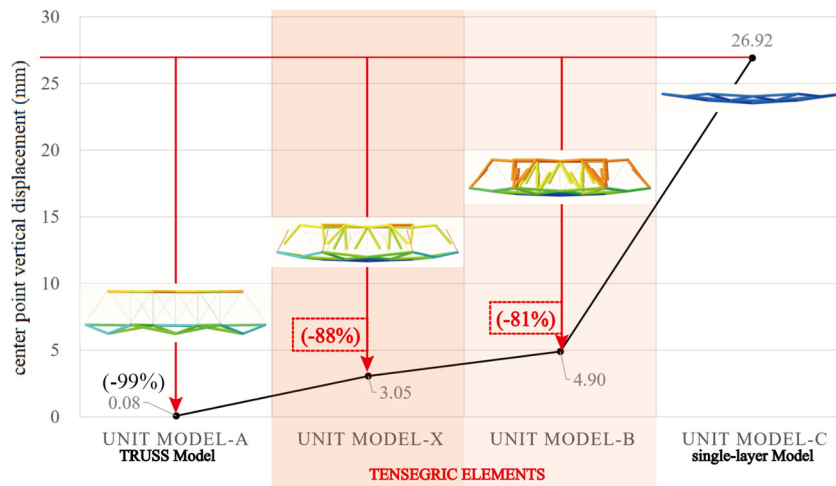 center point vertical displacement (mm)
30
25
20
15
10
5
0
26.92
(-81%)
(-88%)
4.90
(-99%)
3.05
0.08
UNIT MODEL-A
UNIT MODEL-X
UNIT MODEL-B
UNIT MODEL-C
TRUSS Model
single-layer Model
TENSEGRIC ELEMENTS